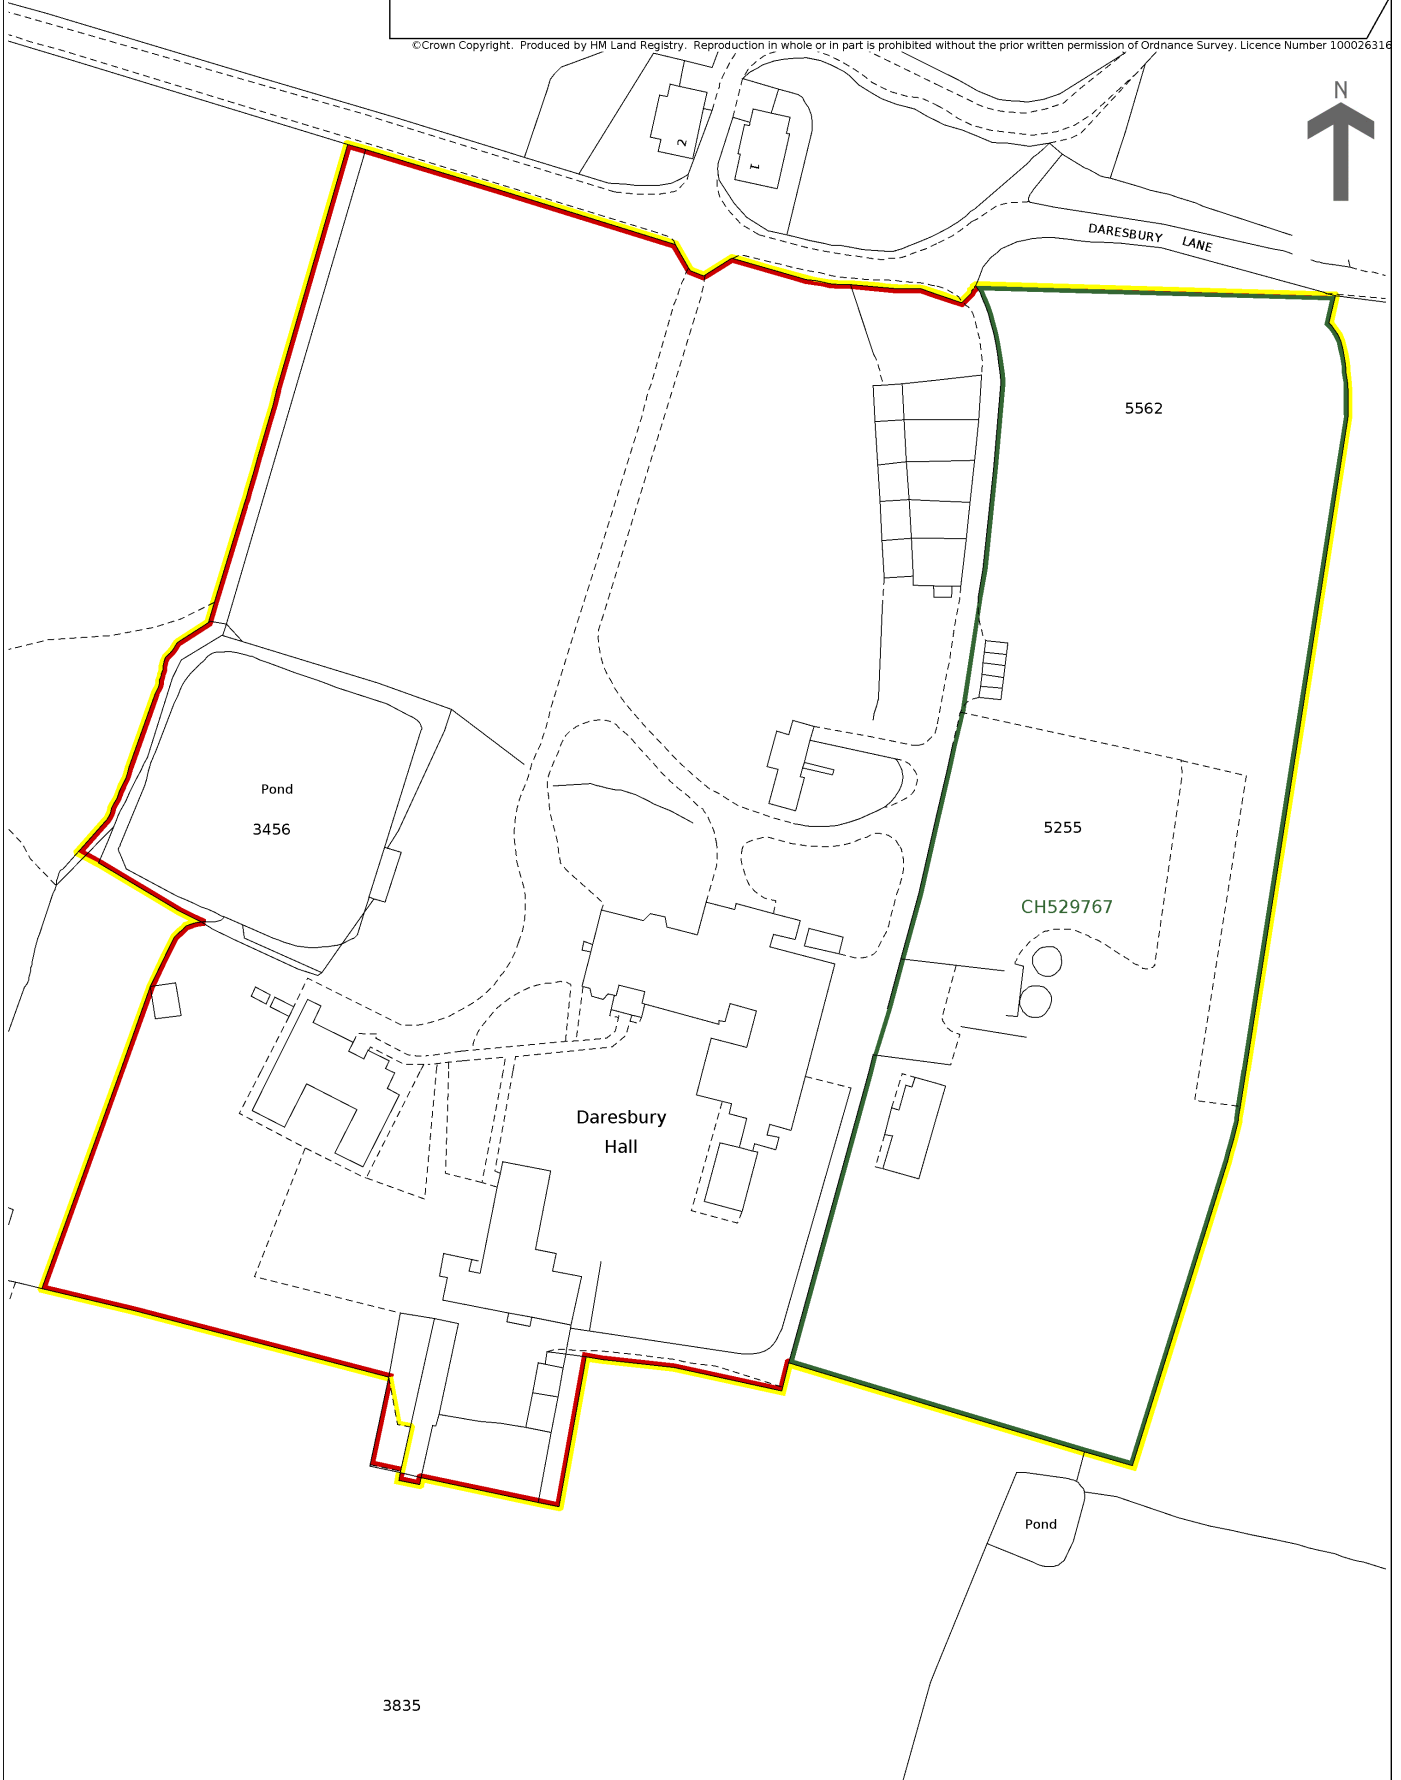 ©Crown Copyright. Produced by HM Land Registry. Reproduction in whole or in part is prohibited without the prior written permission of Ordnance Survey. Licence Number 100026316
N
2
1
DARESBURY LANE
5562
Pond
3456
5255
CH529767
Daresbury
Hall
Pond
3835